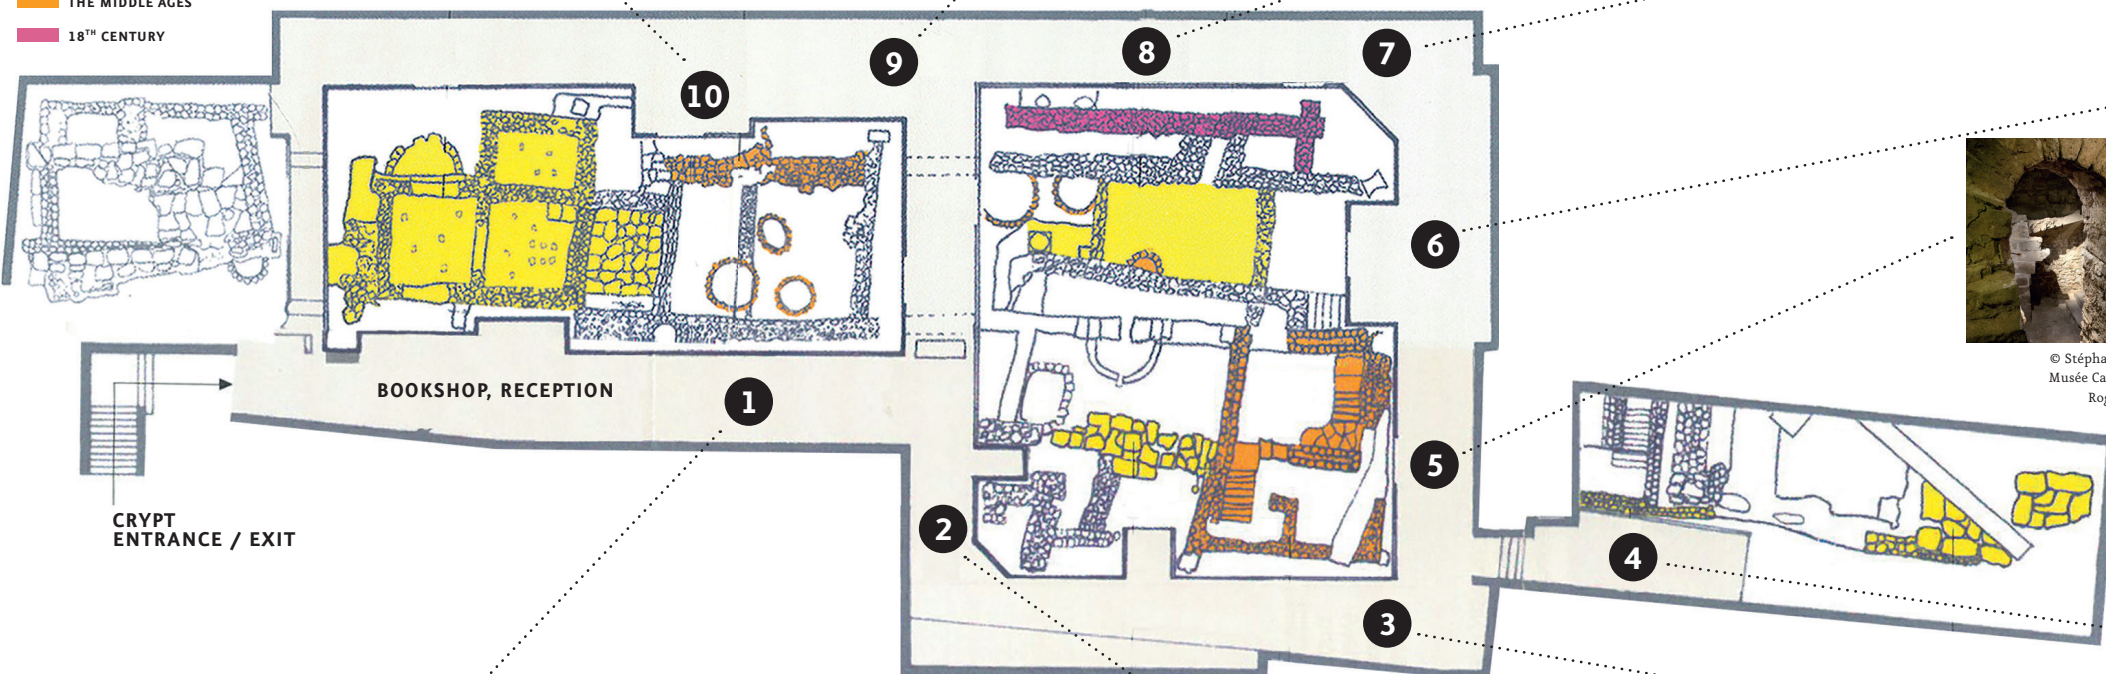 THE MIDDLE AGES
18TH CENTURY
10
9
8
7
6
BOOKSHOP, RECEPTION
1
5
2
4
3
CRYPT
ENTRANCE / EXIT
© Stépha
Musée Ca
Rog